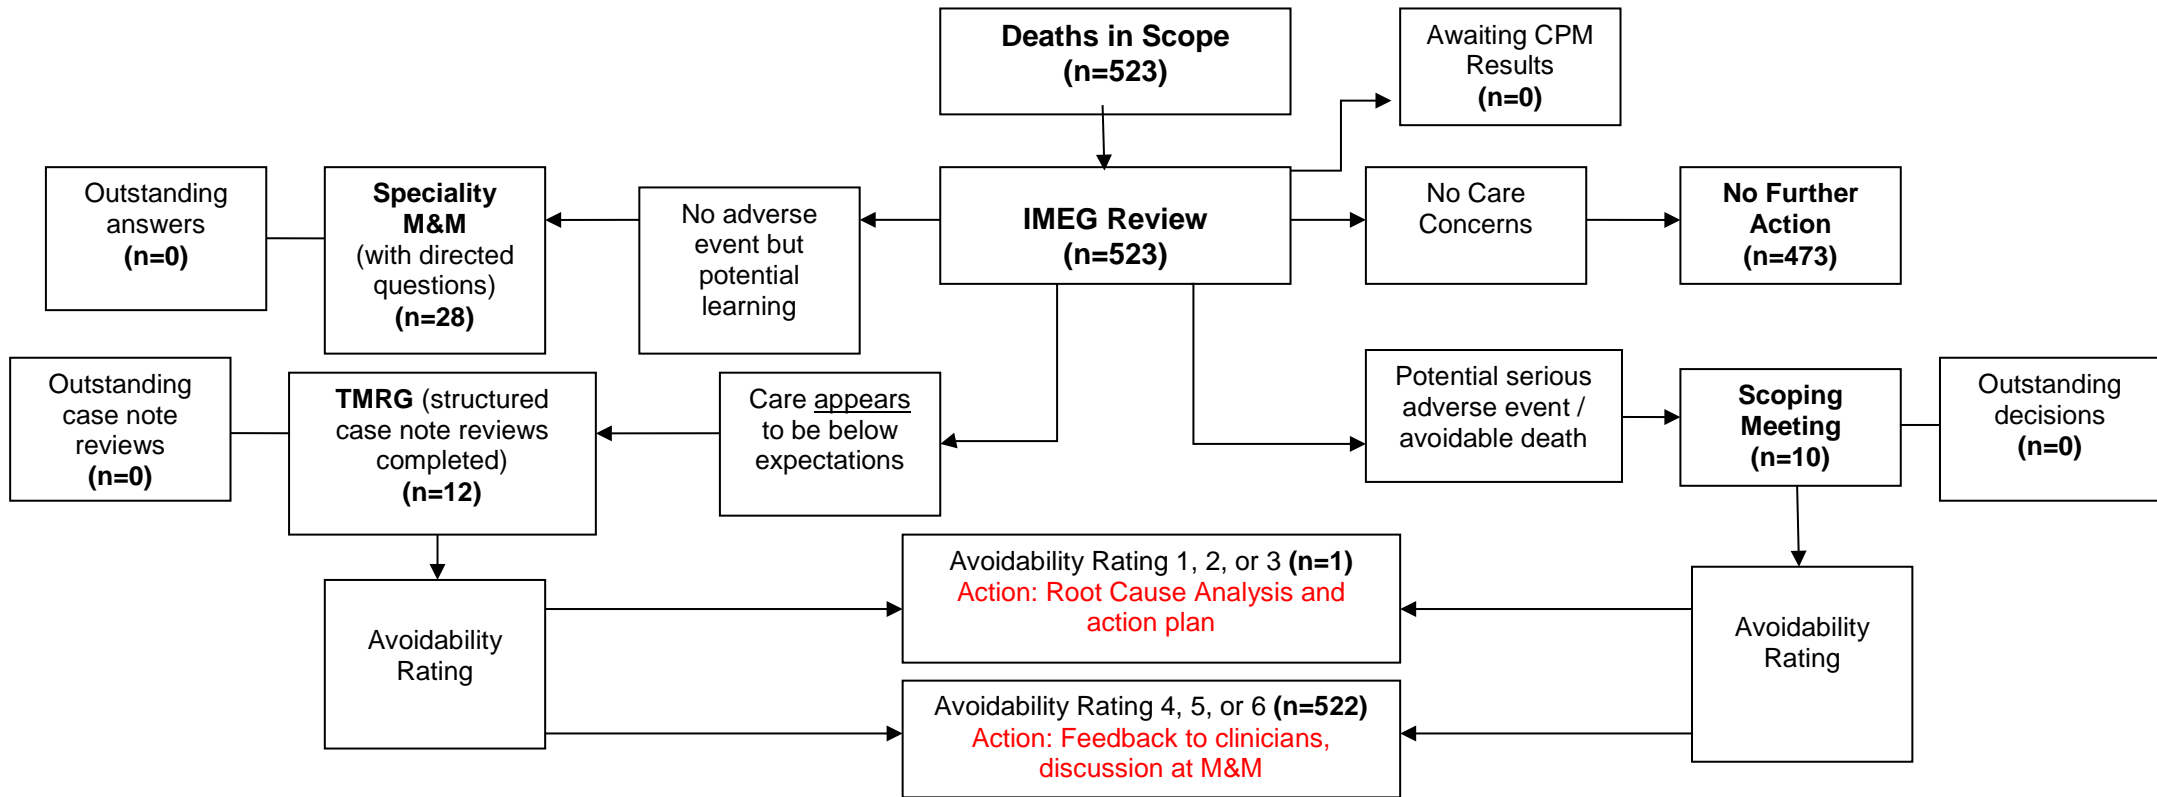 Deaths in Scope
(n=523)
Awaiting CPM
Results
(n=0)
Outstanding
answers
(n=0)
Speciality
M&M
(with directed
questions)
(n=28)
No adverse
event but
potential
learning
IMEG Review
(n=523)
No Care
Concerns
No Further
Action
(n=473)
Outstanding
case note
reviews
(n=0)
TMRG (structured
case note reviews
completed)
(n=12)
Care appears
to be below
expectations
Potential serious
adverse event /
avoidable death
Scoping
Meeting
(n=10)
Outstanding
decisions
(n=0)
Avoidability
Rating
Avoidability Rating 1, 2, or 3 (n=1)
Action: Root Cause Analysis and
action plan
Avoidability Rating 4, 5, or 6 (n=522)
Action: Feedback to clinicians,
discussion at M&M
Avoidability
Rating